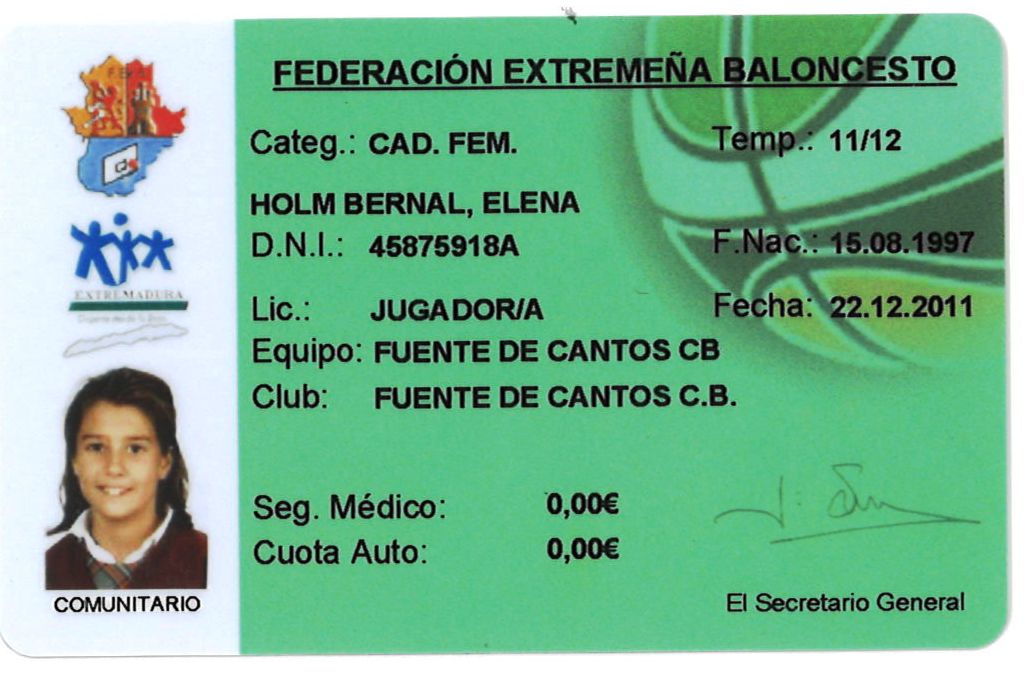 FEDERACIÓN EXTREMEÑA BALONCESTO
Categ.: CAD. FEM. Temp.: 11/12
HOLM BERNAL, ELENA
D.N.I.: 45875918A F.Nac.: 15.08.1997
Lic.: JUGADOR/A Fecha: 22.12.2011
Equipo: FUENTE DE CANTOS CB
Club: FUENTE DE CANTOS C.B.
Seg. Médico: 0,00€
Cuota Auto: 0,00€
El Secretario General
EXTREMADURA
COMUNITARIO